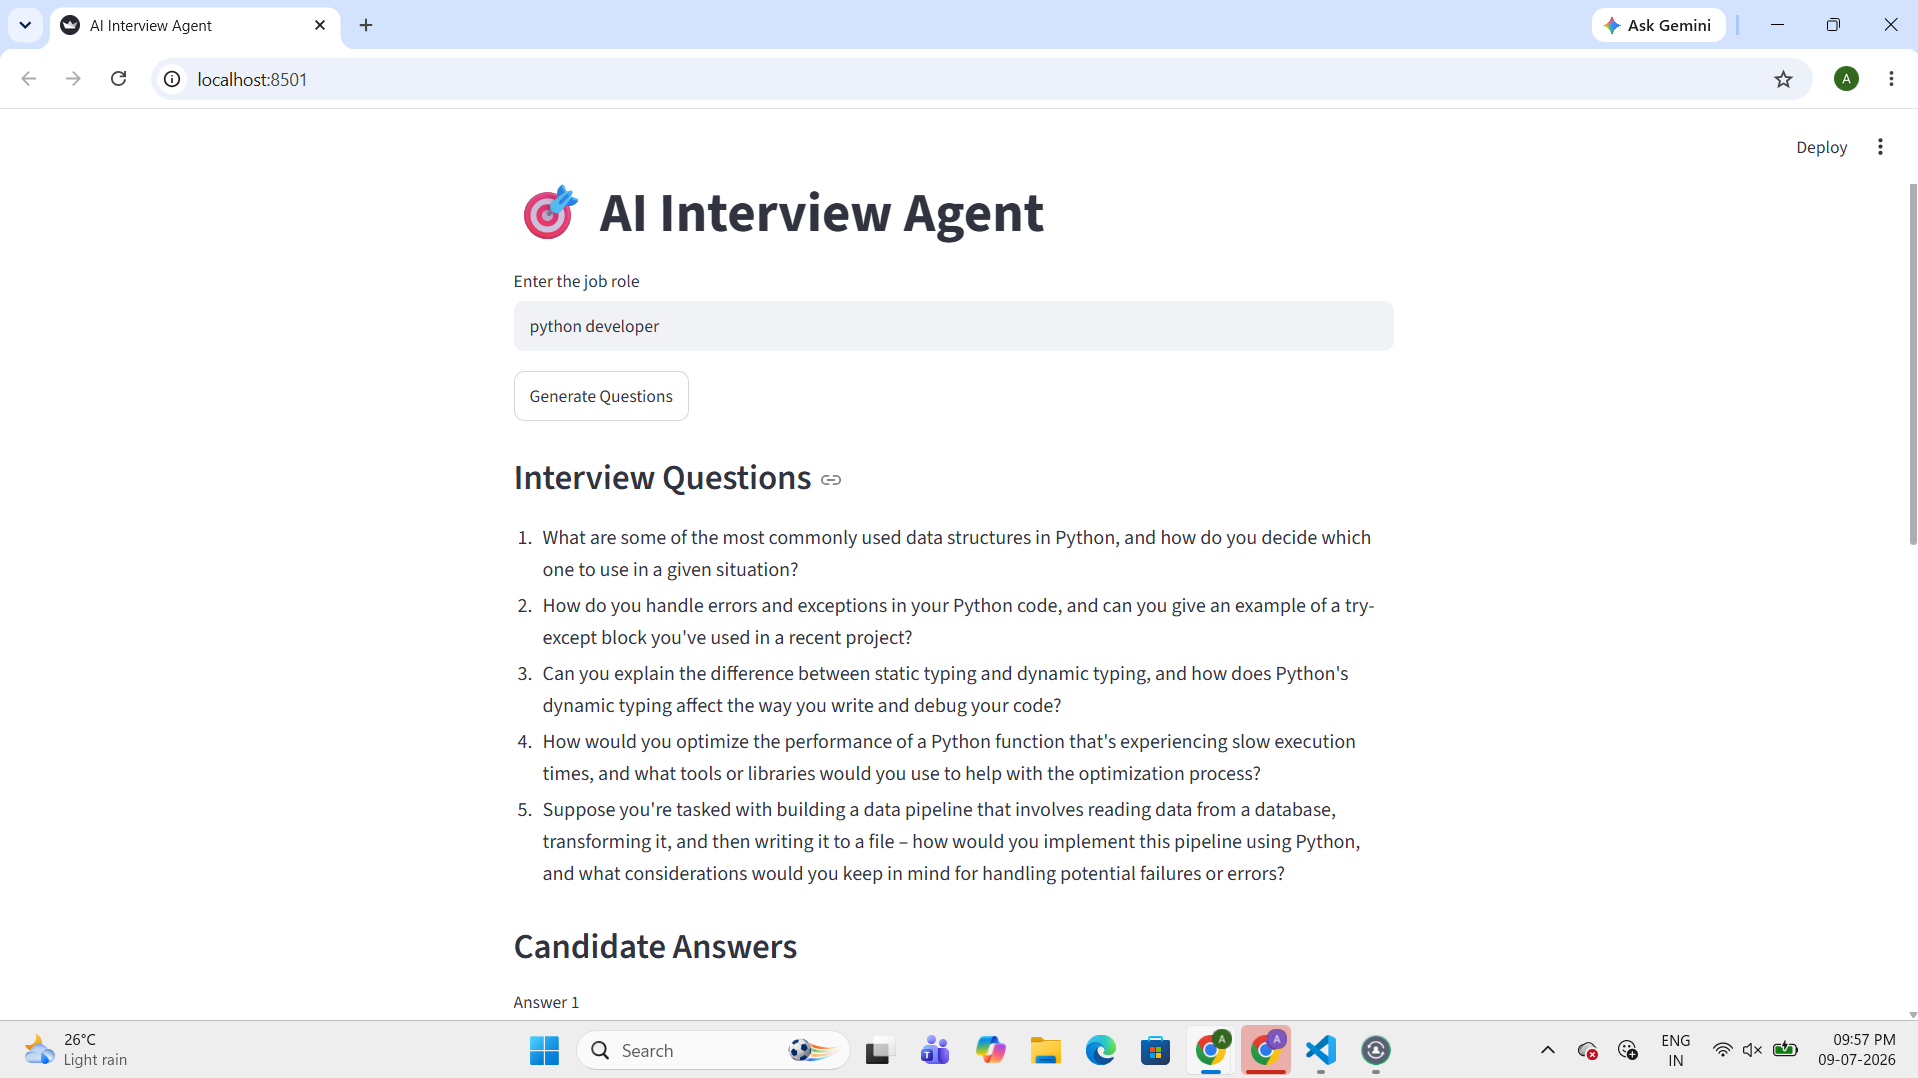 AI Interview Agent
Ask Gemini
localhost:8501
A
Deploy
AI Interview Agent
Enter the job role
python developer
Generate Questions
Interview Questions
1. What are some of the most commonly used data structures in Python, and how do you decide which
one to use in a given situation?
2. How do you handle errors and exceptions in your Python code, and can you give an example of a try-
except block you've used in a recent project?
3. Can you explain the difference between static typing and dynamic typing, and how does Python's
dynamic typing affect the way you write and debug your code?
4. How would you optimize the performance of a Python function that's experiencing slow execution
times, and what tools or libraries would you use to help with the optimization process?
5. Suppose you're tasked with building a data pipeline that involves reading data from a database,
transforming it, and then writing it to a file – how would you implement this pipeline using Python,
and what considerations would you keep in mind for handling potential failures or errors?
Candidate Answers
Answer 1
26°C
Light rain
Search
T
A
A
ENG
IN
09:57 PM
09-07-2026